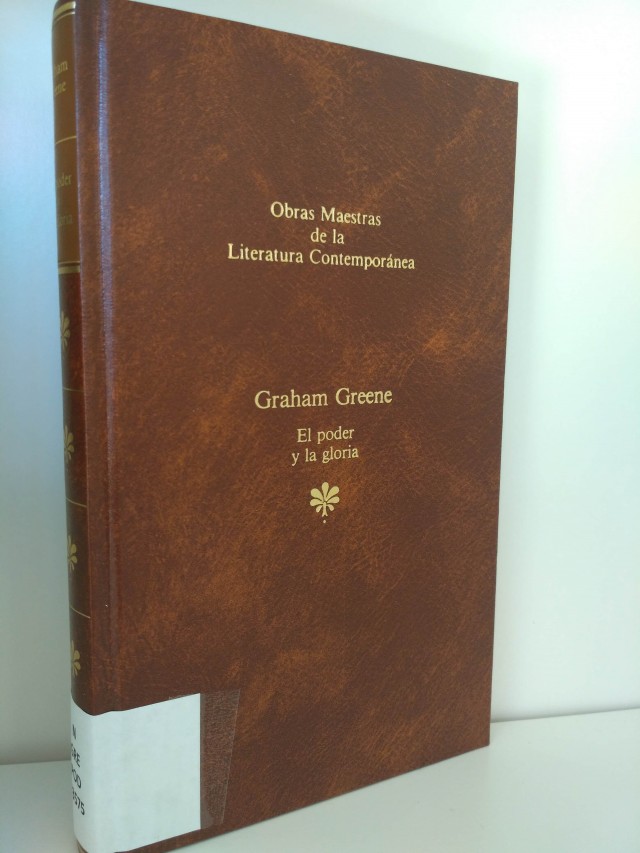 Obras Maestras
de la
Literatura Contemporánea
Graham Greene
El poder
y la gloria
N